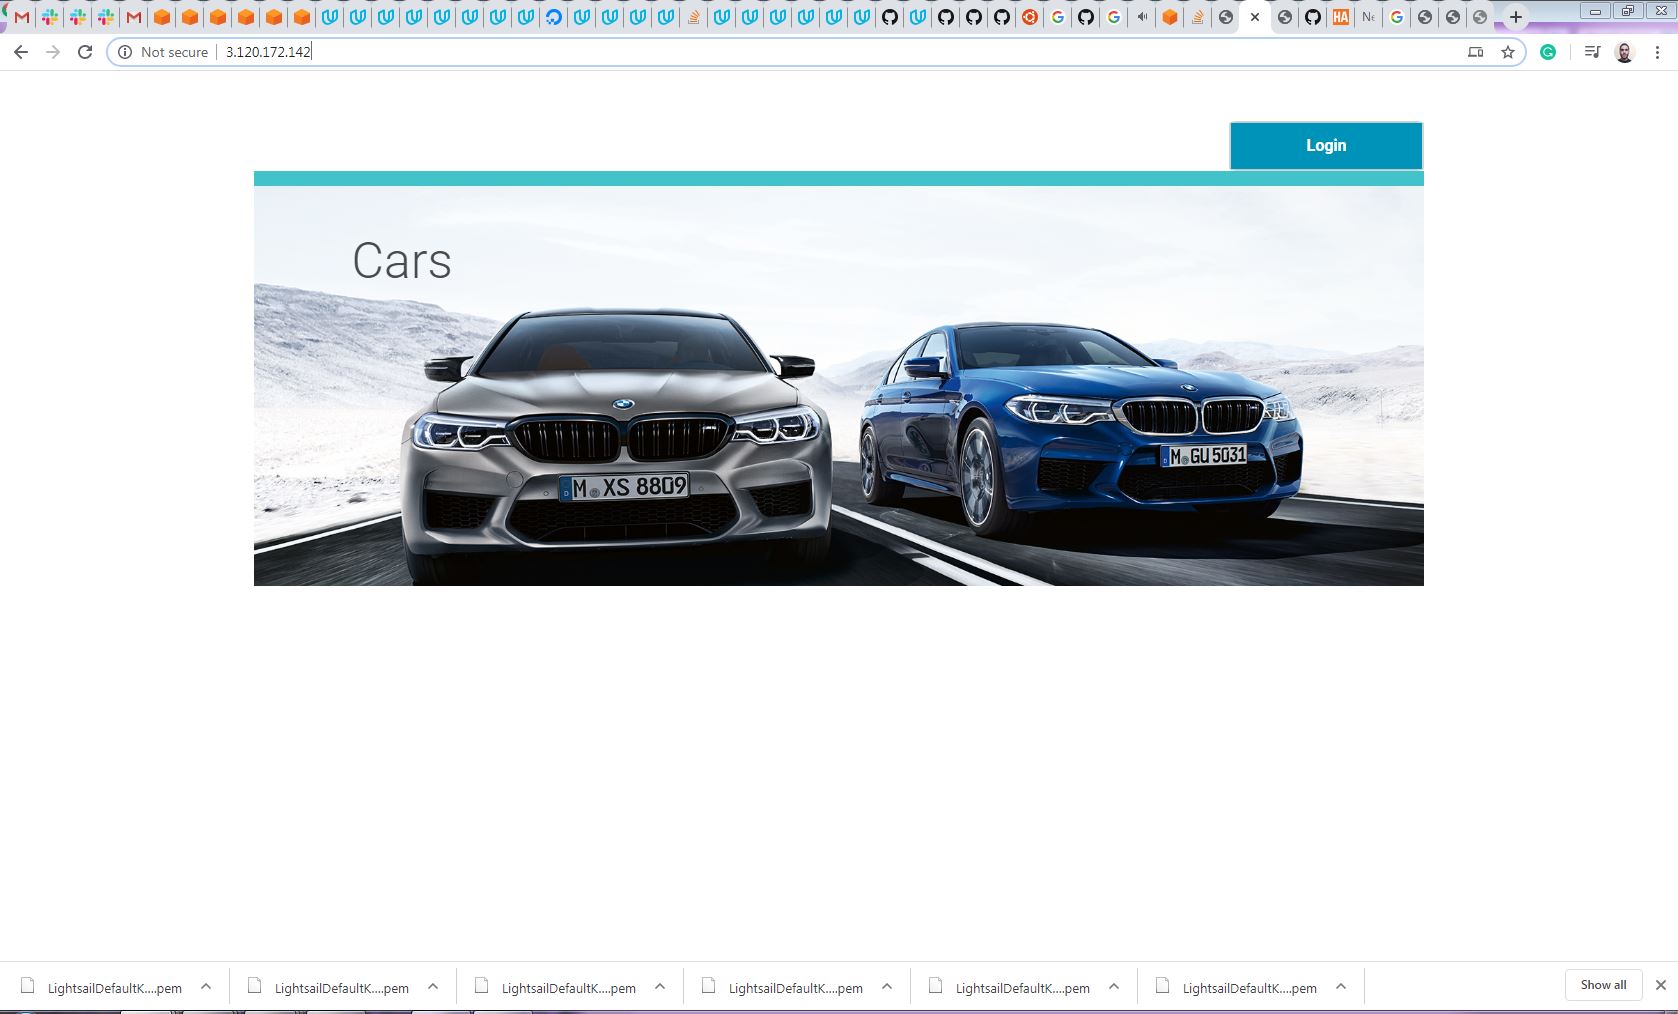 HA
Ne
Not secure
3.120.172.142
Login
Cars
M XS 8809
M GU 5031
LightsailDefaultK....pem
LightsailDefaultK....pem
LightsailDefaultK....pem
LightsailDefaultK....pem
LightsailDefaultK....pem
LightsailDefaultK....pem
Show all